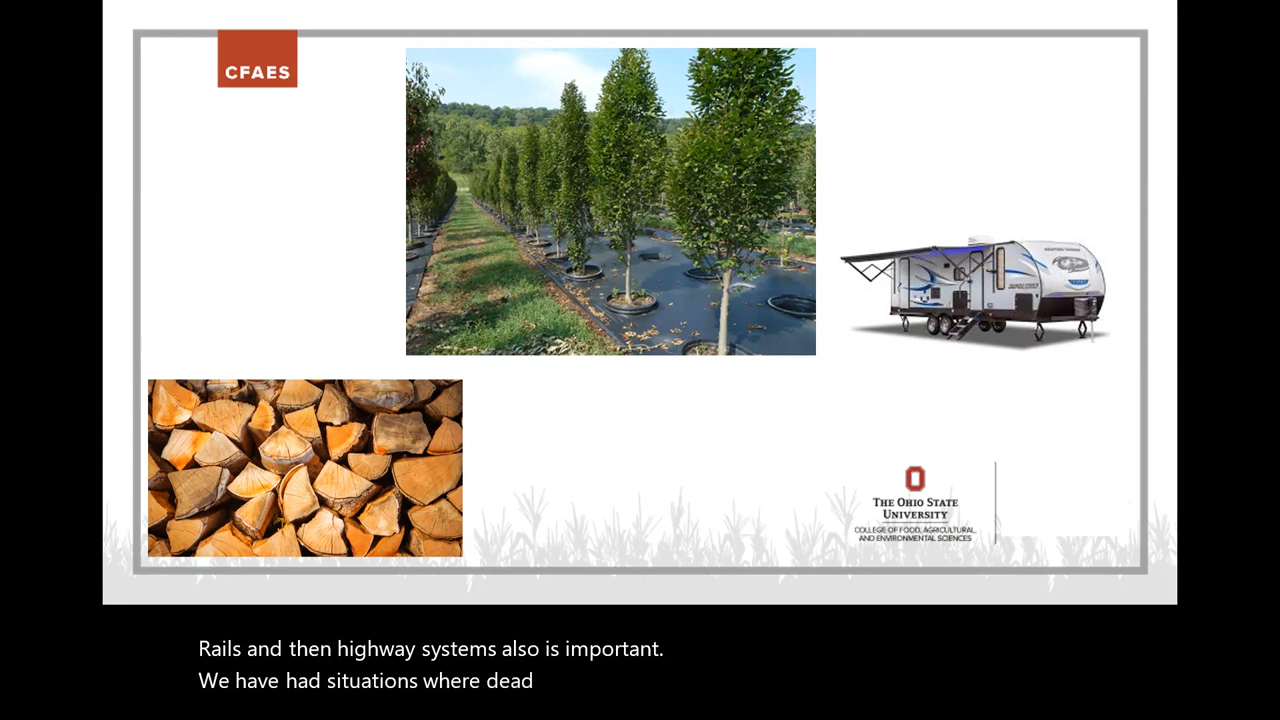 CFAES
THE OHIO STATE
UNIVERSITY
COLLEGE OF FOOD, AGRICULTURAL,
AND ENVIRONMENTAL SCIENCES
Rails and then highway systems also is important.
We have had situations where dead